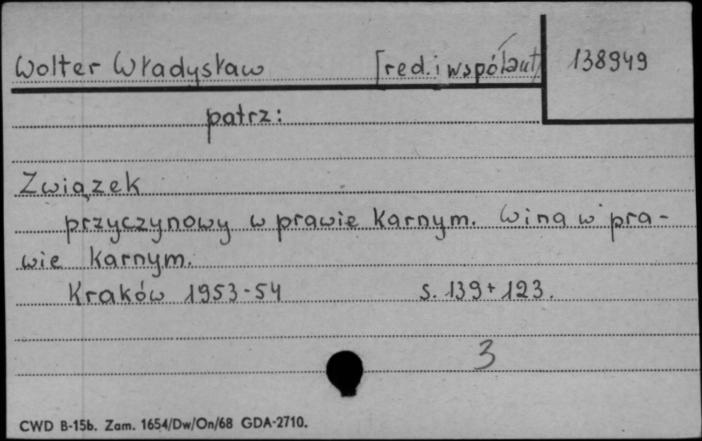 Wolter Władysław [red. i współaut] 138949
patrz:
Związek
przyczynowy w prawie karnym. Wina w pra-
wie karnym.
Kraków 1953-54 s. 139+123.
3
CWD B-15b. Zam. 1654/Dw/On/68 GDA-2710.